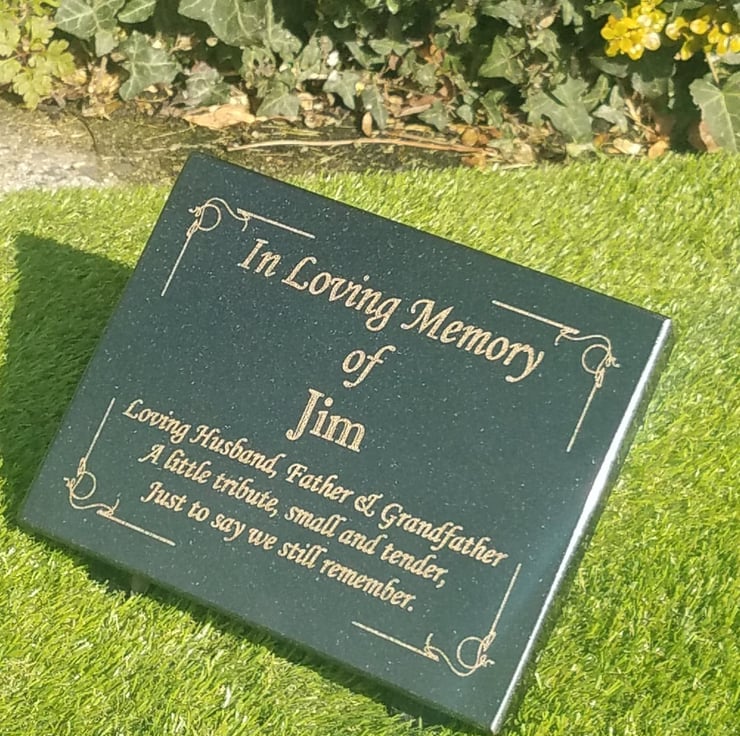 In Loving Memory
of
Jim
Loving Husband, Father & Grandfather
A little tribute, small and tender,
Just to say we still remember.